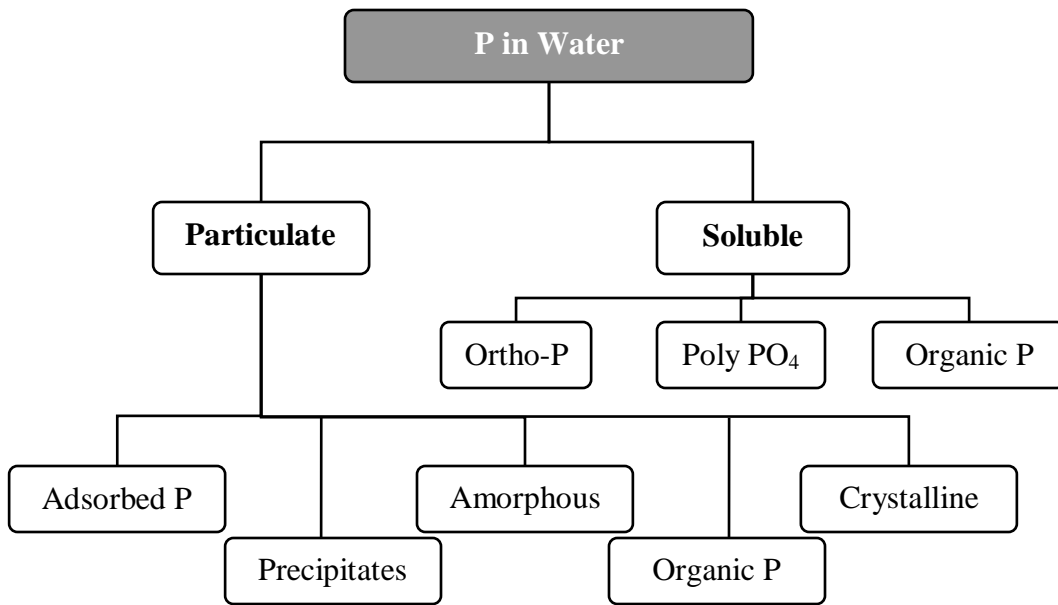 P in Water
Particulate
Soluble
Ortho-P
Poly PO₄
Organic P
Adsorbed P
Amorphous
Crystalline
Precipitates
Organic P